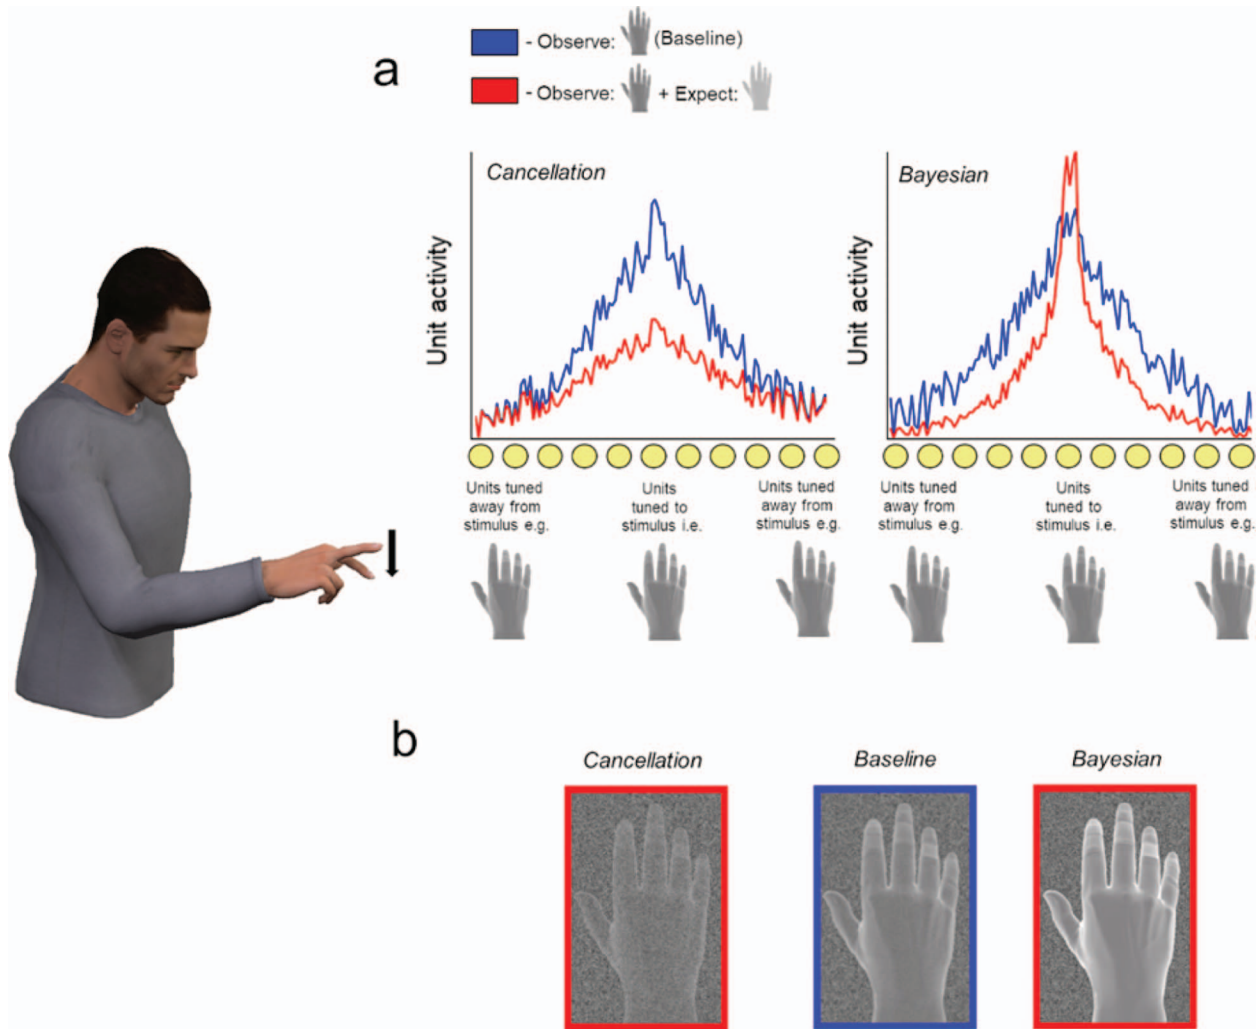 a
- Observe: (Baseline)
- Observe: + Expect:
Cancellation
Unit activity
Units tuned
away from
stimulus e.g.
Units
tuned to
stimulus i.e.
Units tuned
away from
stimulus e.g.
Bayesian
Unit activity
Units tuned
away from
stimulus e.g.
Units
tuned to
stimulus i.e.
Units tuned
away from
stimulus e.g.
b
Cancellation
Baseline
Bayesian